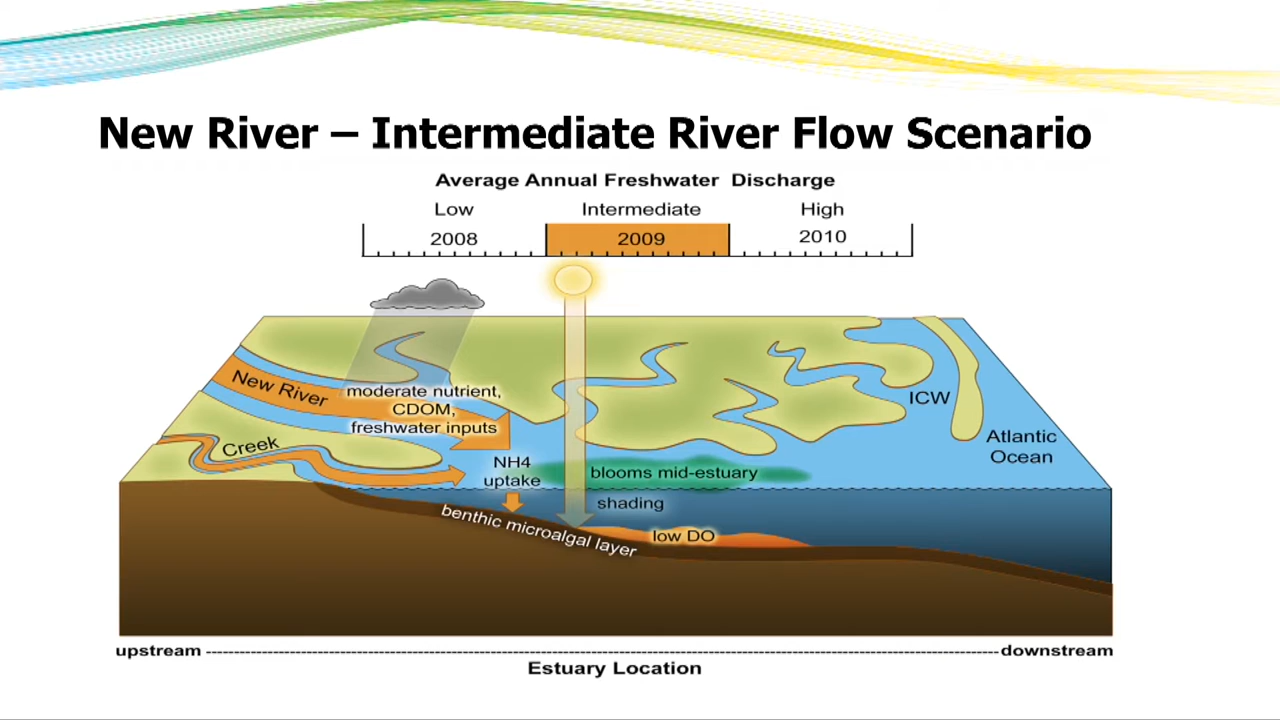 New River – Intermediate River Flow Scenario
Average Annual Freshwater Discharge
Low
Intermediate
High
2008
2009
2010
New River
moderate nutrient,
CDOM,
freshwater inputs
Creek
ICW
Atlantic
Ocean
NH4
uptake
blooms mid-estuary
shading
benthic microalgal layer
low DO
upstream
downstream
Estuary Location